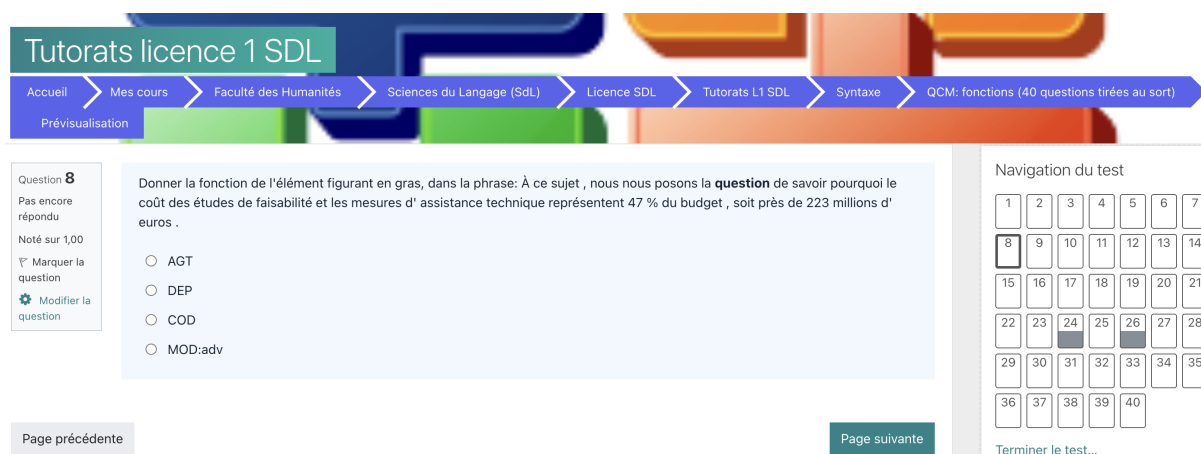 Tutorats licence 1 SDL
Accueil Mes cours Faculté des Humanités Sciences du Langage (SdL) Licence SDL Tutorats L1 SDL Syntaxe QCM: fonctions (40 questions tirées au sort)
Prévisualisation
Question 8
Pas encore
répondu
Noté sur 1,00
Marquer la
question
Modifier la
question
Donner la fonction de l'élément figurant en gras, dans la phrase: À ce sujet , nous nous posons la question de savoir pourquoi le
coût des études de faisabilité et les mesures d' assistance technique représentent 47 % du budget , soit près de 223 millions d'
euros .
AGT
DEP
COD
MOD:adv
Page précédente
Page suivante
Navigation du test
1 2 3 4 5 6 7
8 9 10 11 12 13 14
15 16 17 18 19 20 21
22 23 24 25 26 27 28
29 30 31 32 33 34 35
36 37 38 39 40
Terminer le test...